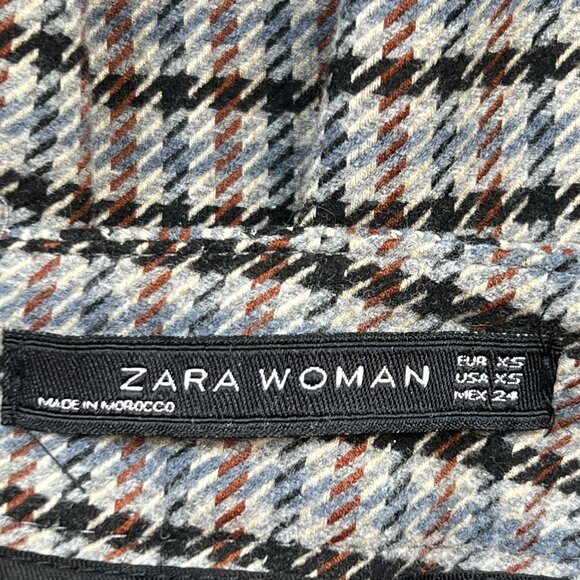 ZARA WOMAN
MADE IN MOROCCO
EUR XS
USA XS
MEX 24